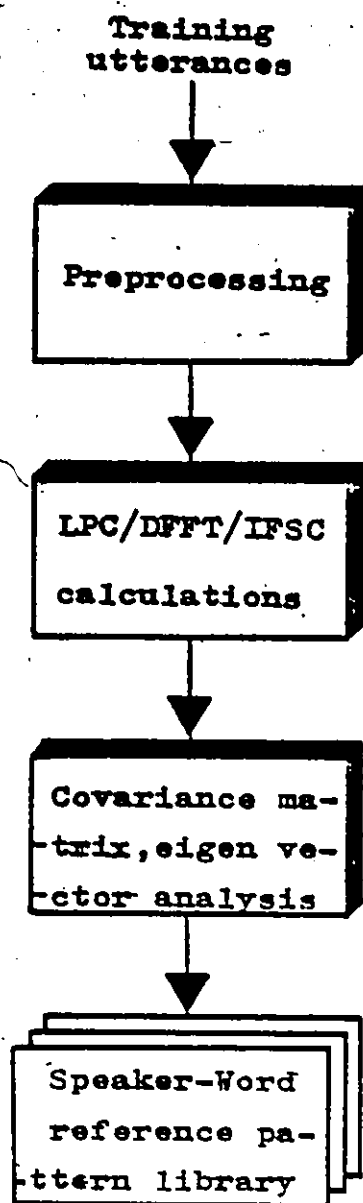 Training
utterances
Preprocessing
LPC/DFFT/IFSC
calculations
Covariance ma-
-trix,eigen ve-
-ctor analysis
Speaker-Word
reference pa-
-ttern library